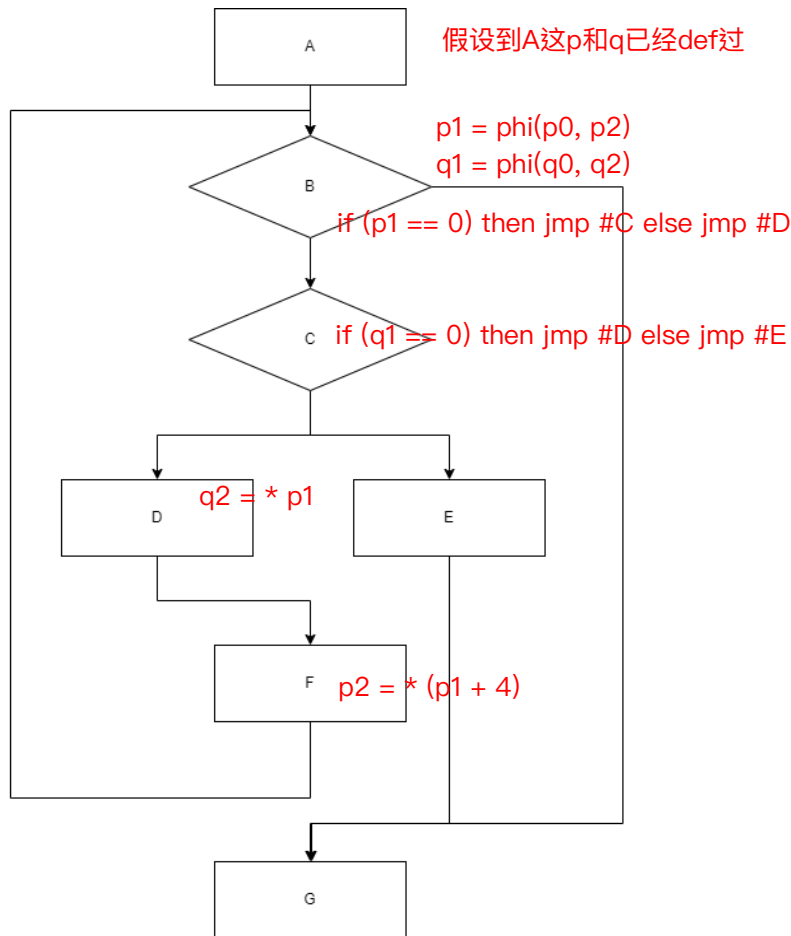 A
假设到A这p和q已经def过
p1 = phi(p0, p2)
q1 = phi(q0, q2)
B
if (p1 == 0) then jmp #C else jmp #D
C
if (q1 == 0) then jmp #D else jmp #E
q2 = * p1
D
E
F
p2 = * (p1 + 4)
G